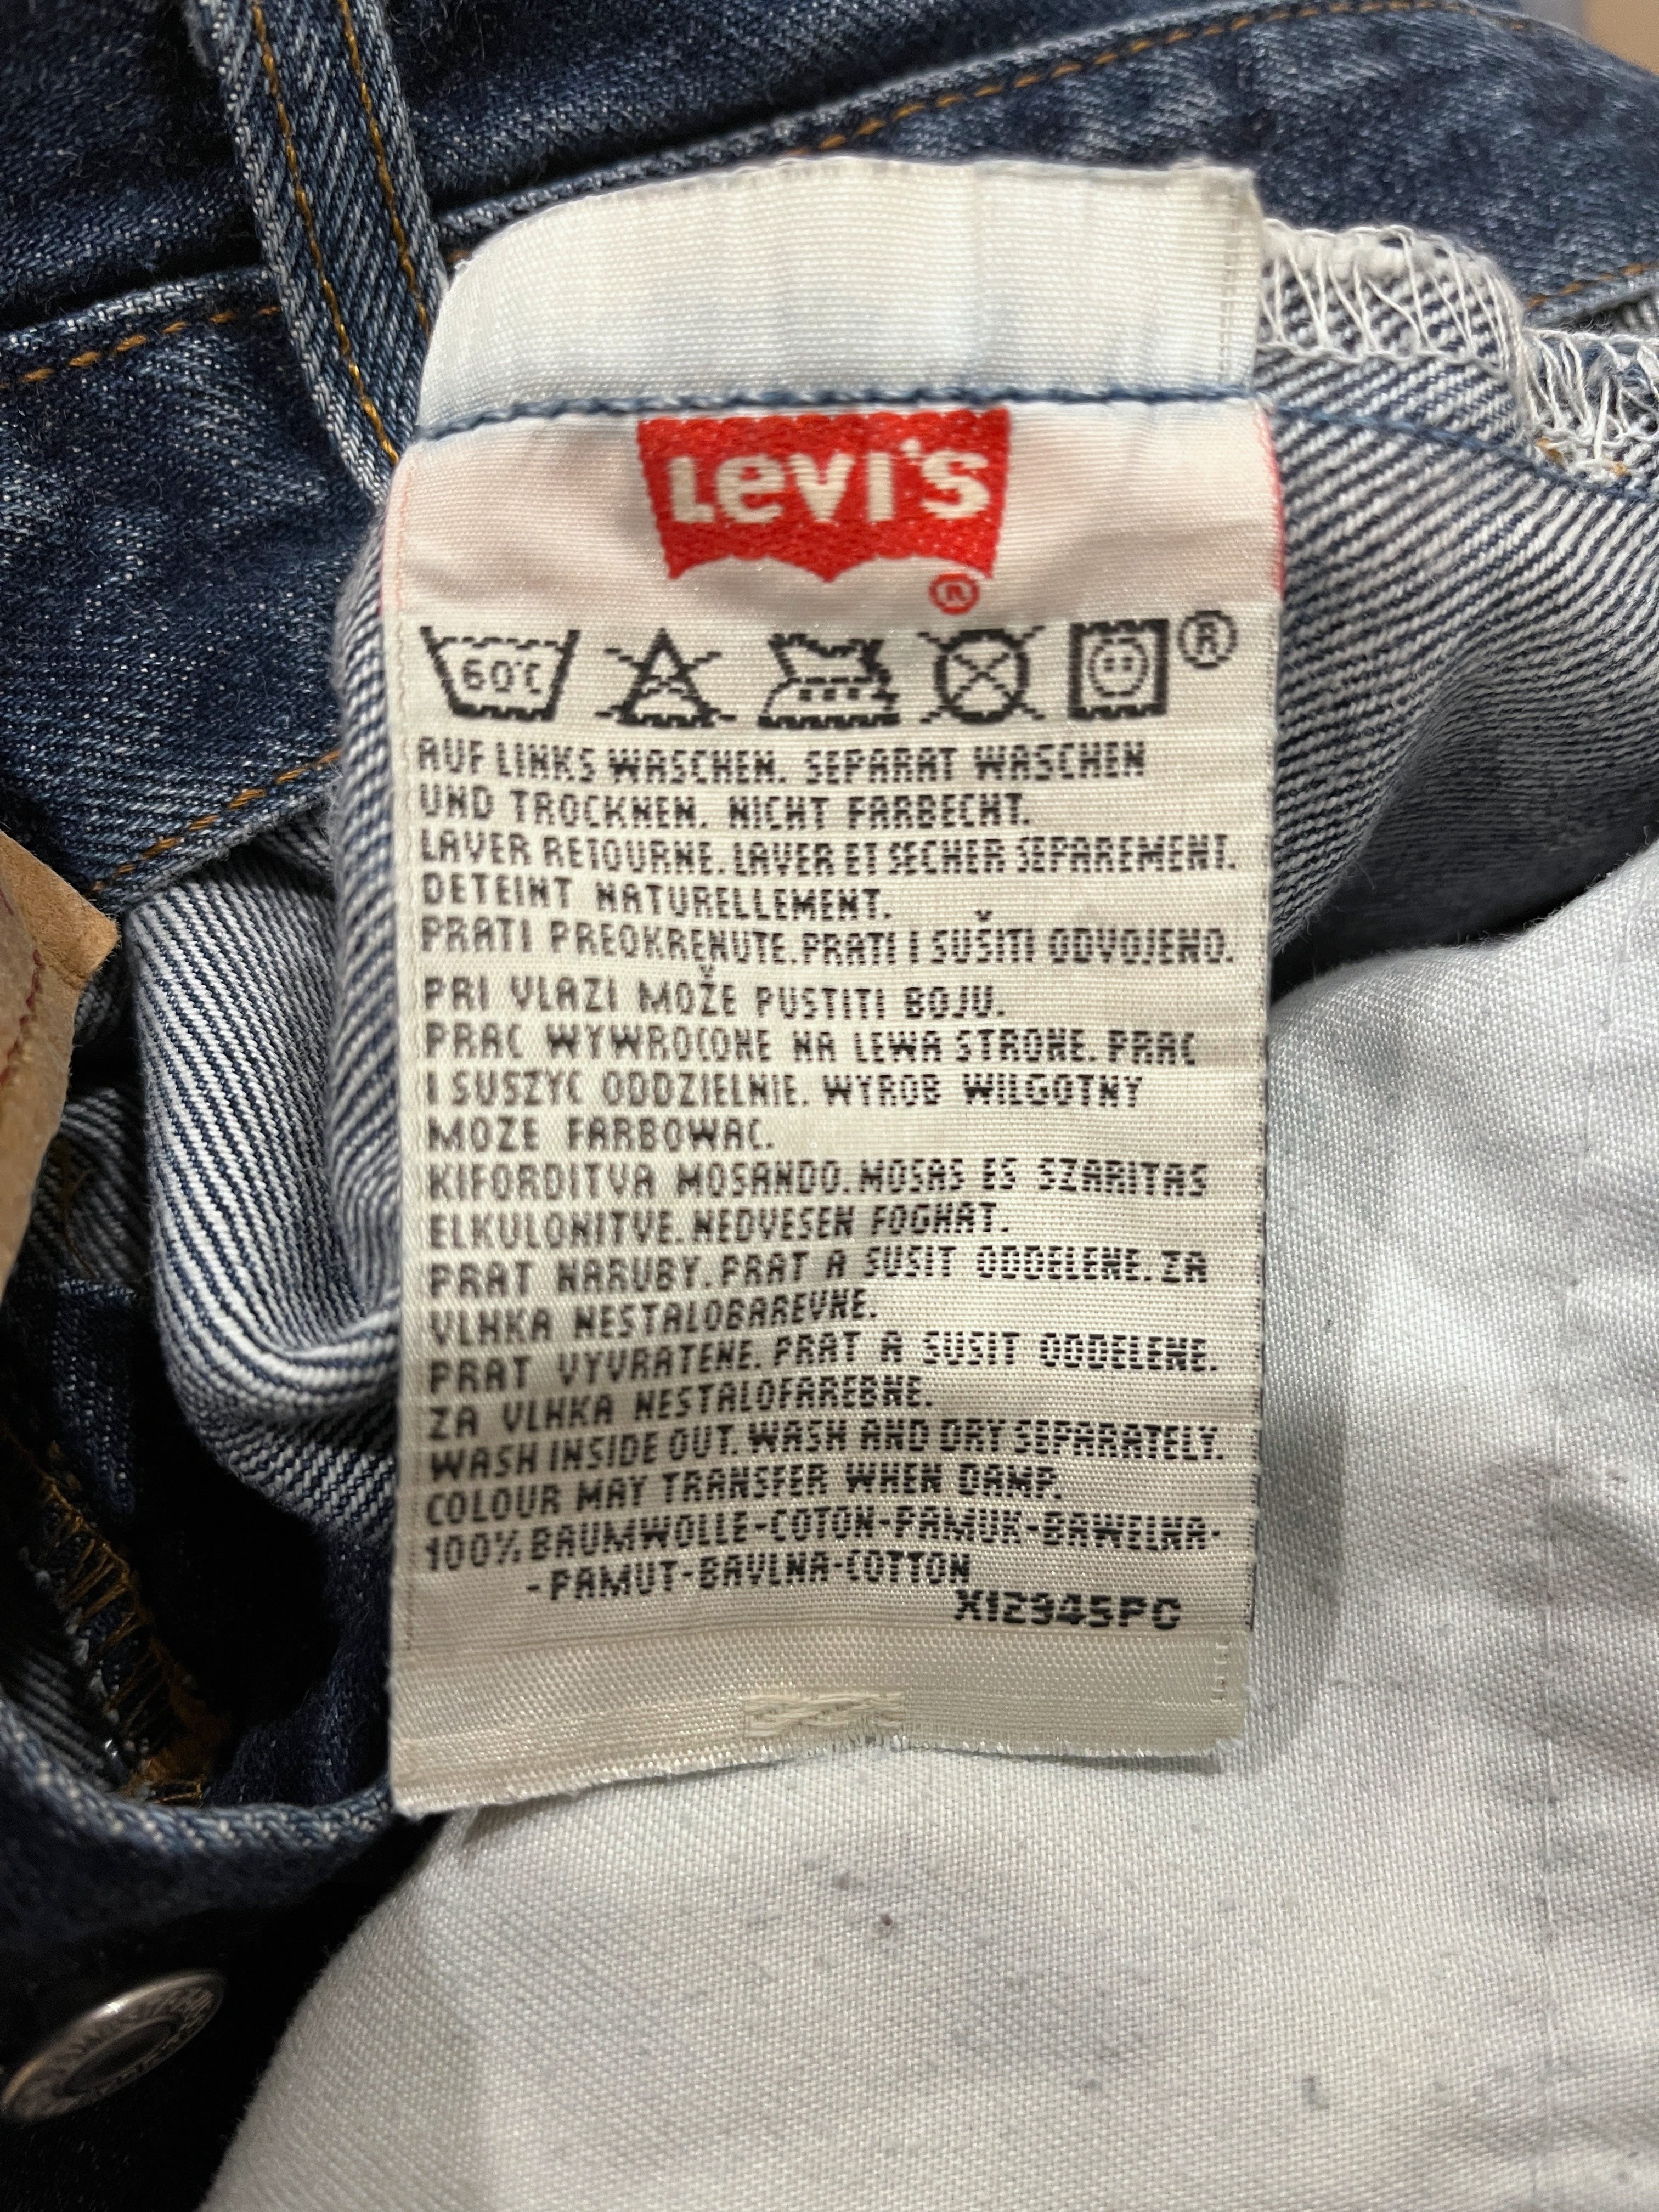 Levi's
®
60°C
®
AUF LINKS WASCHEN. SEPARAT WASCHEN
UND TROCKNEN. NICHT FARBECHT.
LAVER RETOURNE. LAVER ET SECHER SEPAREMENT.
DETEINT NATURELLEMENT.
PRATI PREOKRENUTE. PRATI I SUŠITI ODVOJENO.
PRI VLAZI MOŽE PUSTITI BOJU.
PRAC WYWROCONE NA LEWA STRONE. PRAC
I SUSZYC ODDZIELNIE. WYROB WILGOTNY
MOZE FARBOWAC.
KIFORDITVA MOSANDO. MOSAS ES SZARITAS
ELKULONITVE. NEDVESEN FOGHAT.
PRAT NARUBY. PRAT A SUSIT ODDELENE. ZA
VLHKA NESTALOBAREVNE.
PRAT VYVRATENE. PRAT A SUSIT ODDELENE.
ZA VLHKA NESTALOFAREBNE.
WASH INSIDE OUT. WASH AND DRY SEPARATELY.
COLOUR MAY TRANSFER WHEN DAMP.
100% BAUMWOLLE-COTON-PAMUK-BAWELNA-
-PAMUT-BAVLNA-COTTON
X12945PC